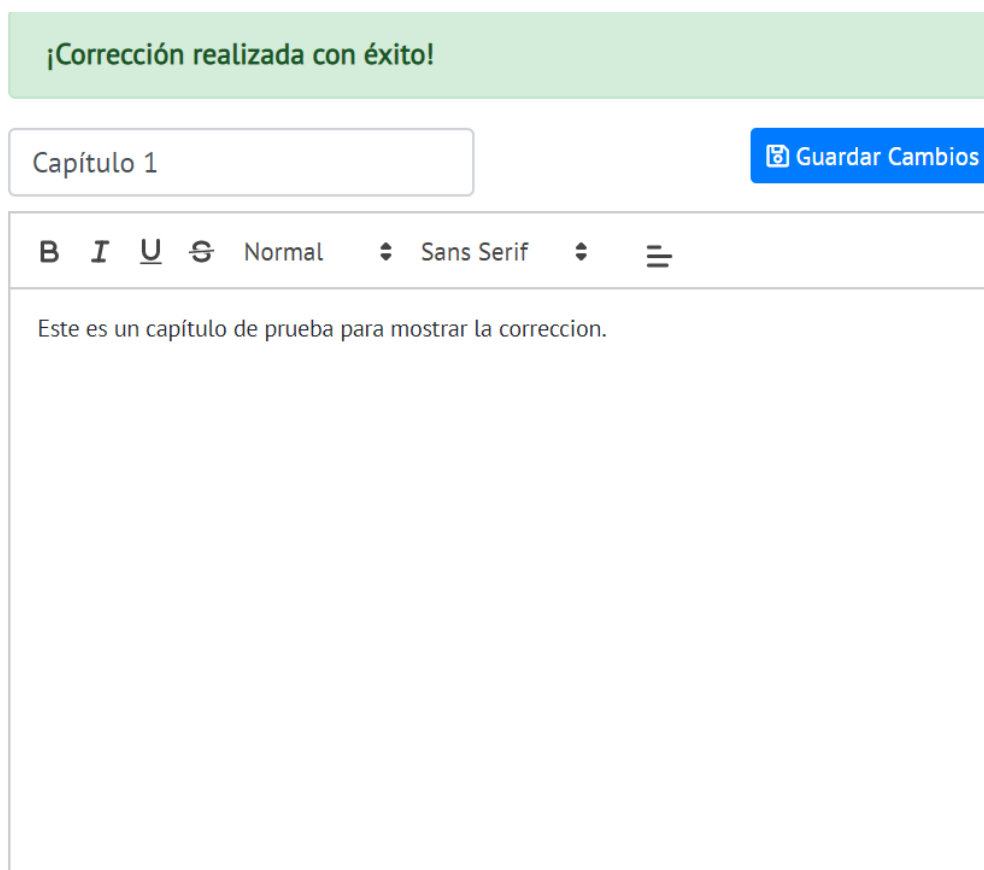 ¡Corrección realizada con éxito!
Capítulo 1
Guardar Cambios
B I U S Normal Sans Serif
Este es un capítulo de prueba para mostrar la correccion.